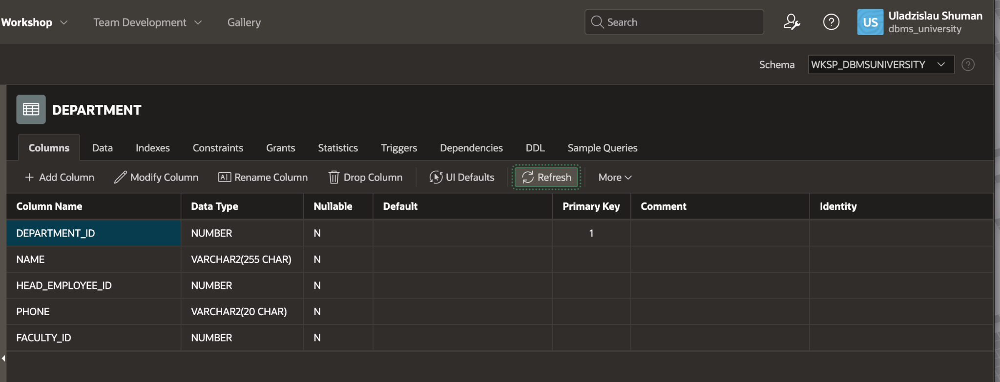 Workshop Team Development Gallery Search US Uladzislau Shuman
dbms_university
Schema WKSP_DBMSUNIVERSITY ?
DEPARTMENT
Columns Data Indexes Constraints Grants Statistics Triggers Dependencies DDL Sample Queries
+ Add Column Modify Column Rename Column Drop Column UI Defaults Refresh More
Column Name Data Type Nullable Default Primary Key Comment Identity
DEPARTMENT_ID NUMBER N 1
NAME VARCHAR2(255 CHAR) N
HEAD_EMPLOYEE_ID NUMBER N
PHONE VARCHAR2(20 CHAR) N
FACULTY_ID NUMBER N